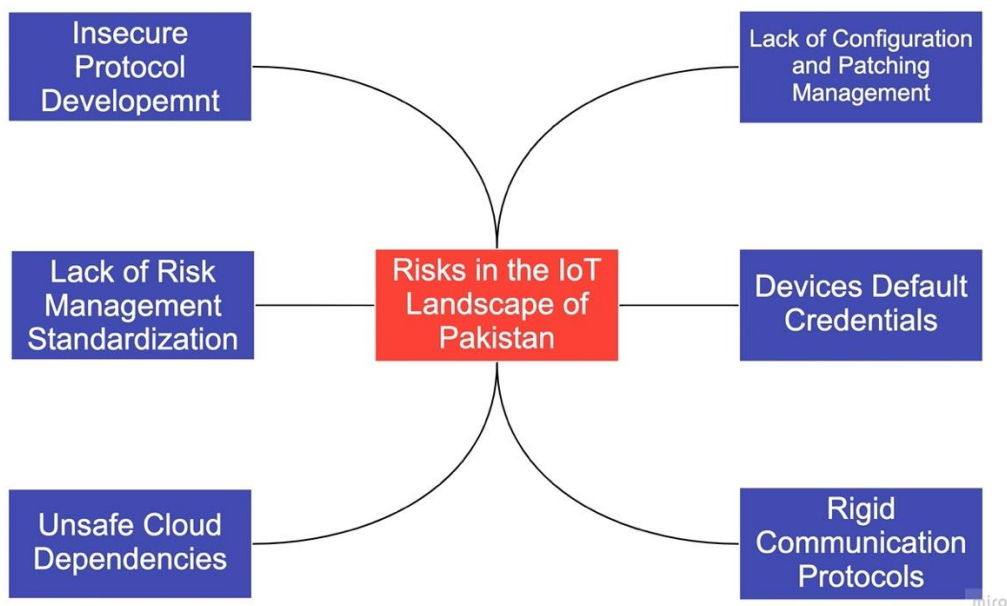 Insecure
Protocol
Developemnt
Lack of Configuration
and Patching
Management
Lack of Risk
Management
Standardization
Risks in the IoT
Landscape of
Pakistan
Devices Default
Credentials
Unsafe Cloud
Dependencies
Rigid
Communication
Protocols
miro